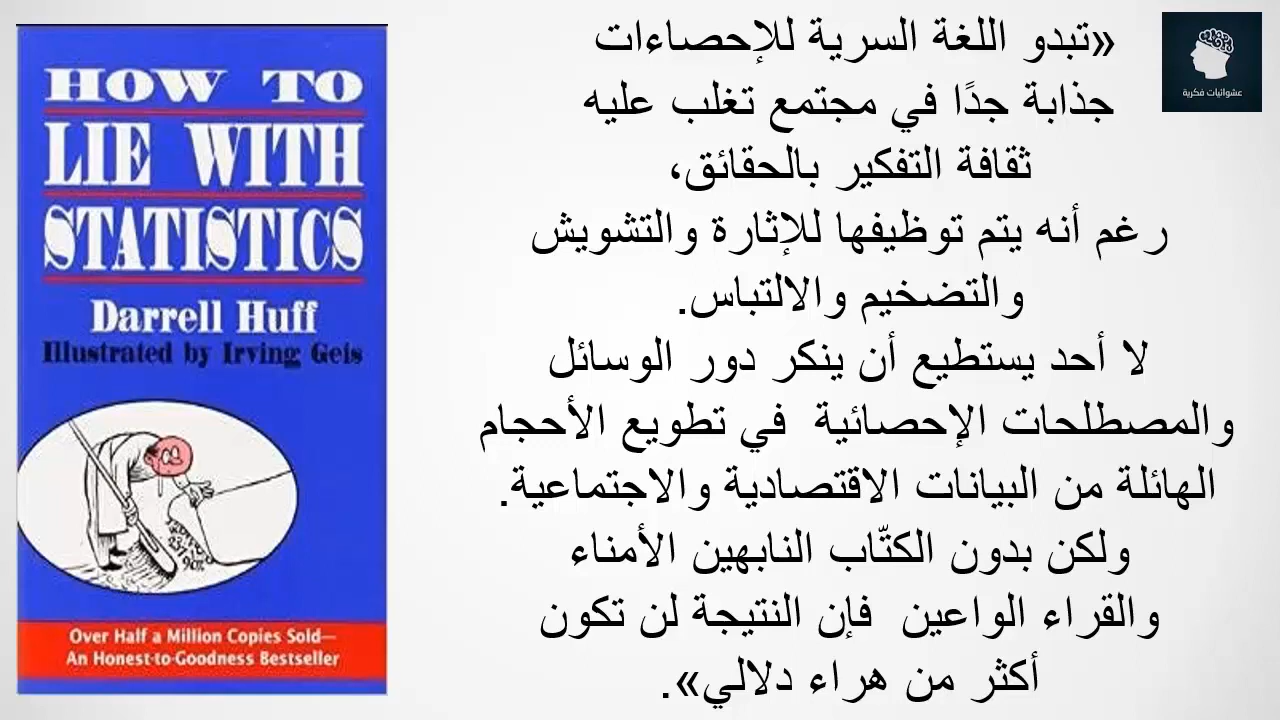 HOW TO
LIE WITH
STATISTICS
Darrell Huff
Illustrated by Irving Geis
Over Half a Million Copies Sold—
An Honest-to-Goodness Bestseller
«تبدو اللغة السرية للإحصاءات
جذابة جدًا في مجتمع تغلب عليه
ثقافة التفكير بالحقائق،
رغم أنه يتم توظيفها للإثارة والتشويش
والتضخيم والالتباس.
لا أحد يستطيع أن ينكر دور الوسائل
والمصطلحات الإحصائية في تطويع الأحجام
الهائلة من البيانات الاقتصادية والاجتماعية.
ولكن بدون الكتّاب النابهين الأمناء
والقراء الواعين فإن النتيجة لن تكون
أكثر من هراء دلالي».
عشوائيات فكرية